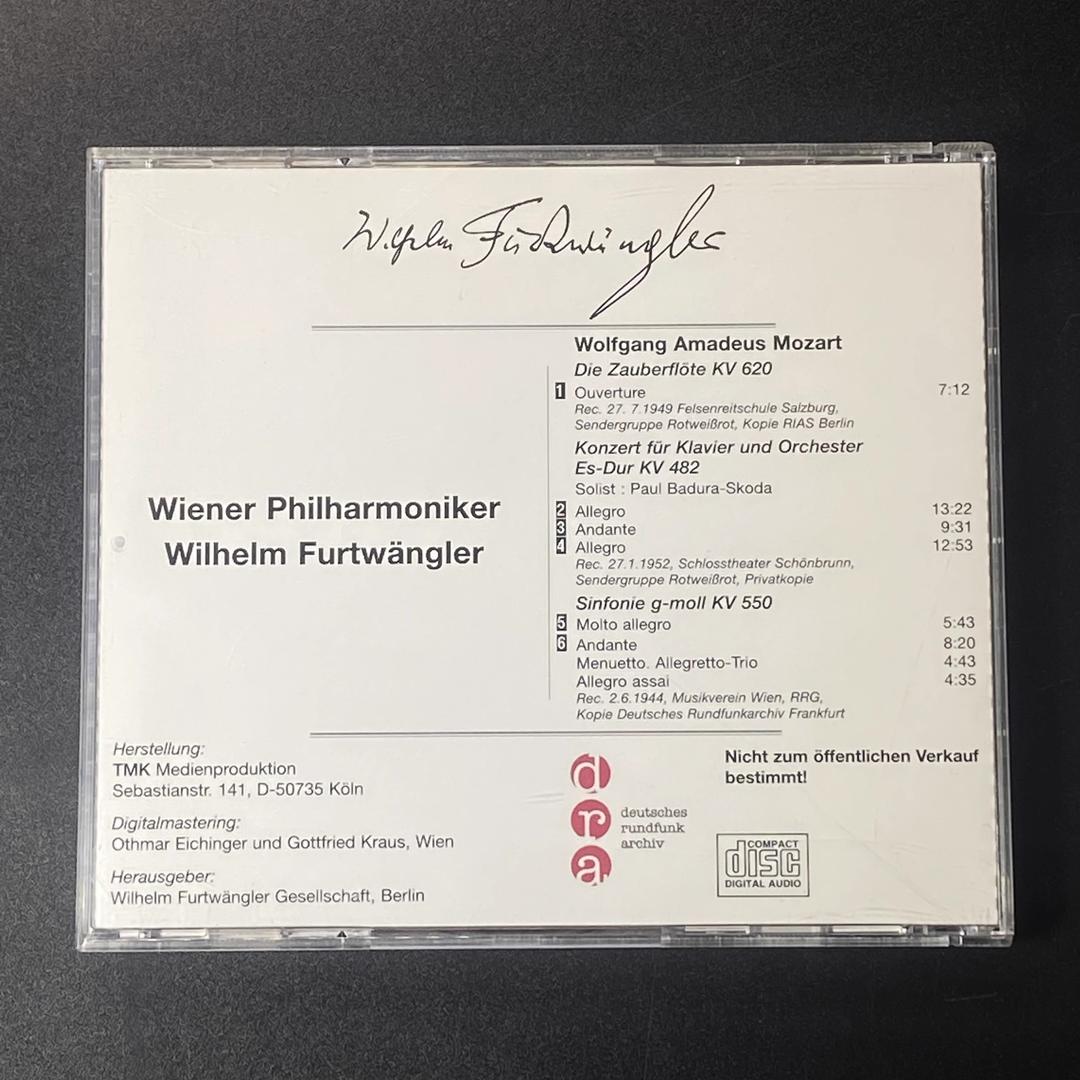 Wilhelm Furtwängler
Wolfgang Amadeus Mozart
Die Zauberflöte KV 620
1 Ouverture 7:12
Rec. 27. 7.1949 Felsenreitschule Salzburg,
Sendergruppe Rotweißrot, Kopie RIAS Berlin
Konzert für Klavier und Orchester
Es-Dur KV 482
Solist : Paul Badura-Skoda
2 Allegro 13:22
3 Andante 9:31
4 Allegro 12:53
Rec. 27.1.1952, Schlosstheater Schönbrunn,
Sendergruppe Rotweißrot, Privatkopie
Sinfonie g-moll KV 550
5 Molto allegro 5:43
6 Andante 8:20
Menuetto. Allegretto-Trio 4:43
Allegro assai 4:35
Rec. 2.6.1944, Musikverein Wien, RRG,
Kopie Deutsches Rundfunkarchiv Frankfurt
Wiener Philharmoniker
Wilhelm Furtwängler
Herstellung:
TMK Medienproduktion
Sebastianstr. 141, D-50735 Köln
Digitalmastering:
Othmar Eichinger und Gottfried Kraus, Wien
Herausgeber:
Wilhelm Furtwängler Gesellschaft, Berlin
d
r
a
deutsches
rundfunk
archiv
Nicht zum öffentlichen Verkauf
bestimmt!
COMPACT
disc
DIGITAL AUDIO